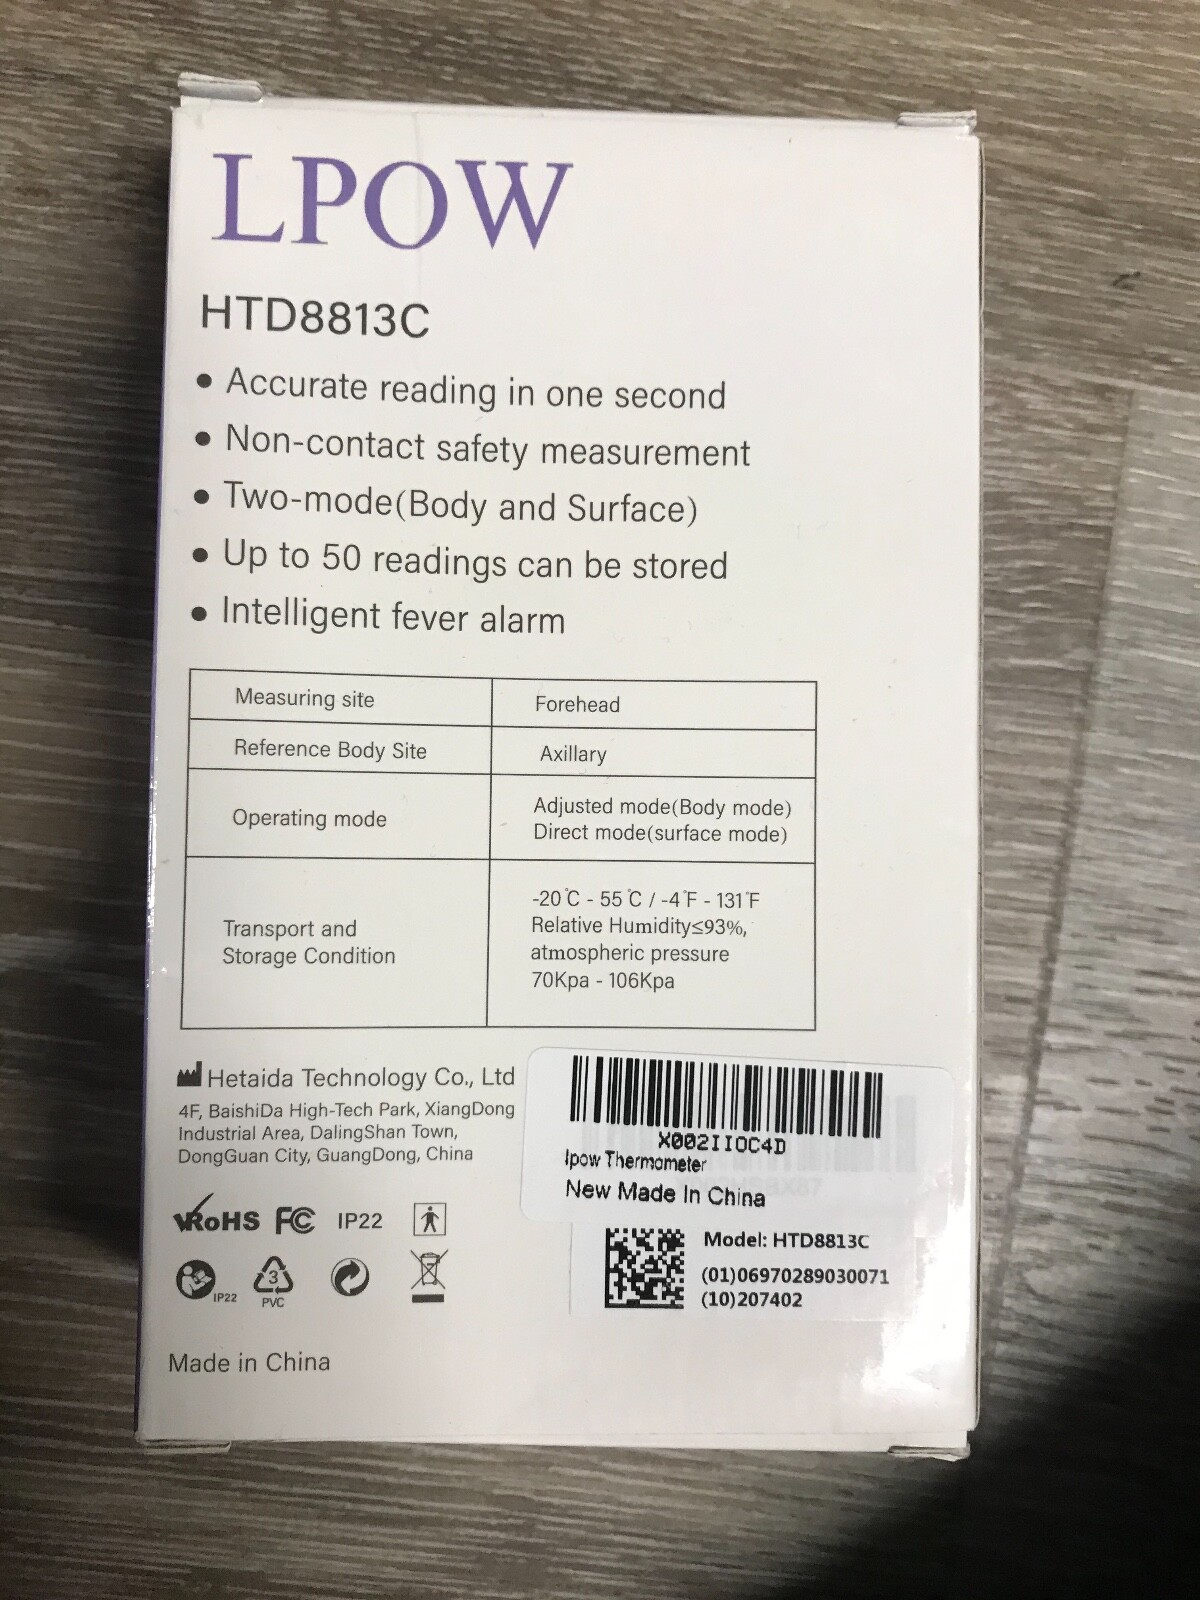 LPOW
HTD8813C
• Accurate reading in one second
• Non-contact safety measurement
• Two-mode(Body and Surface)
• Up to 50 readings can be stored
• Intelligent fever alarm
Measuring site Forehead
Reference Body Site Axillary
Operating mode
Adjusted mode(Body mode)
Direct mode(surface mode)
Transport and
Storage Condition
-20℃ - 55℃ / -4℉ - 131℉
Relative Humidity≤93%,
atmospheric pressure
70Kpa - 106Kpa
Hetaida Technology Co., Ltd
4F, BaishiDa High-Tech Park, XiangDong
Industrial Area, DalingShan Town,
DongGuan City, GuangDong, China
RoHS FC IP22
IP22
3
PVC
Made in China
X002IIOC4D
lpow Thermometer
New Made In China
Model: HTD8813C
(01)06970289030071
(10)207402